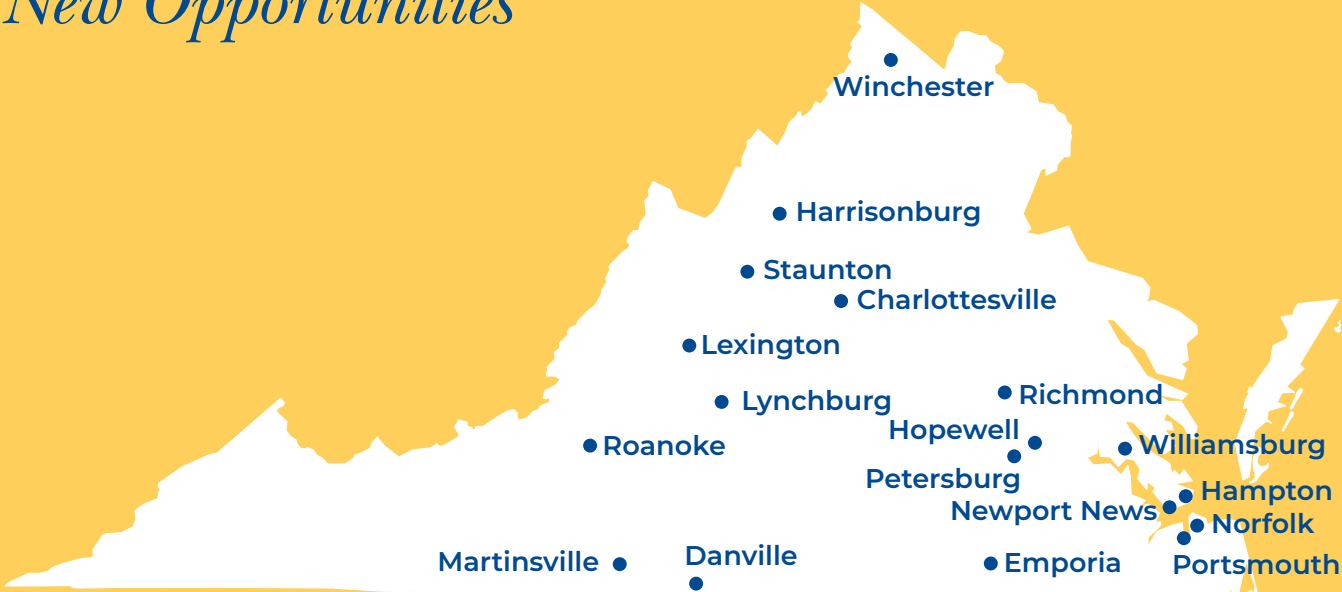 New Opportunities
Winchester
Harrisonburg
Staunton
Charlottesville
Lexington
Richmond
Lynchburg
Hopewell
Williamsburg
Roanoke
Petersburg
Hampton
Newport News
Norfolk
Danville
Martinsville
Emporia
Portsmouth